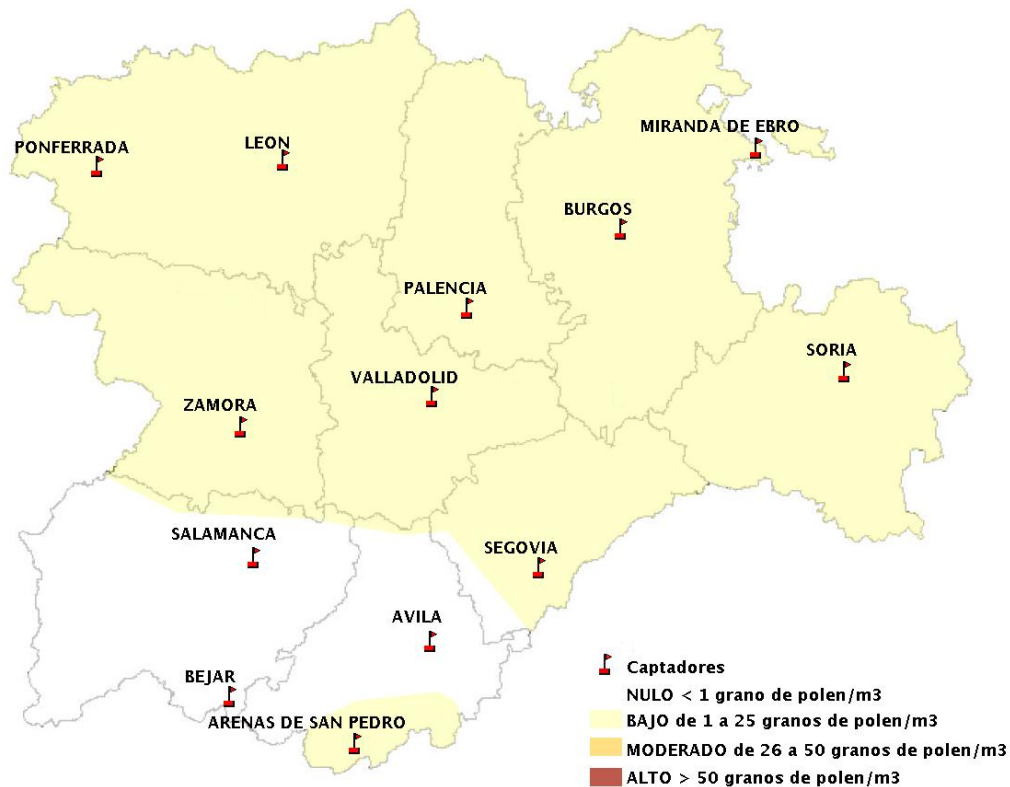 MIRANDA DE EBRO
PONFERRADA
LEON
BURGOS
PALENCIA
SORIA
VALLADOLID
ZAMORA
SALAMANCA
SEGOVIA
AVILA
BEJAR
ARENAS DE SAN PEDRO
Captadores
NULO < 1 grano de polen/m3
BAJO de 1 a 25 granos de polen/m3
MODERADO de 26 a 50 granos de polen/m3
ALTO > 50 granos de polen/m3